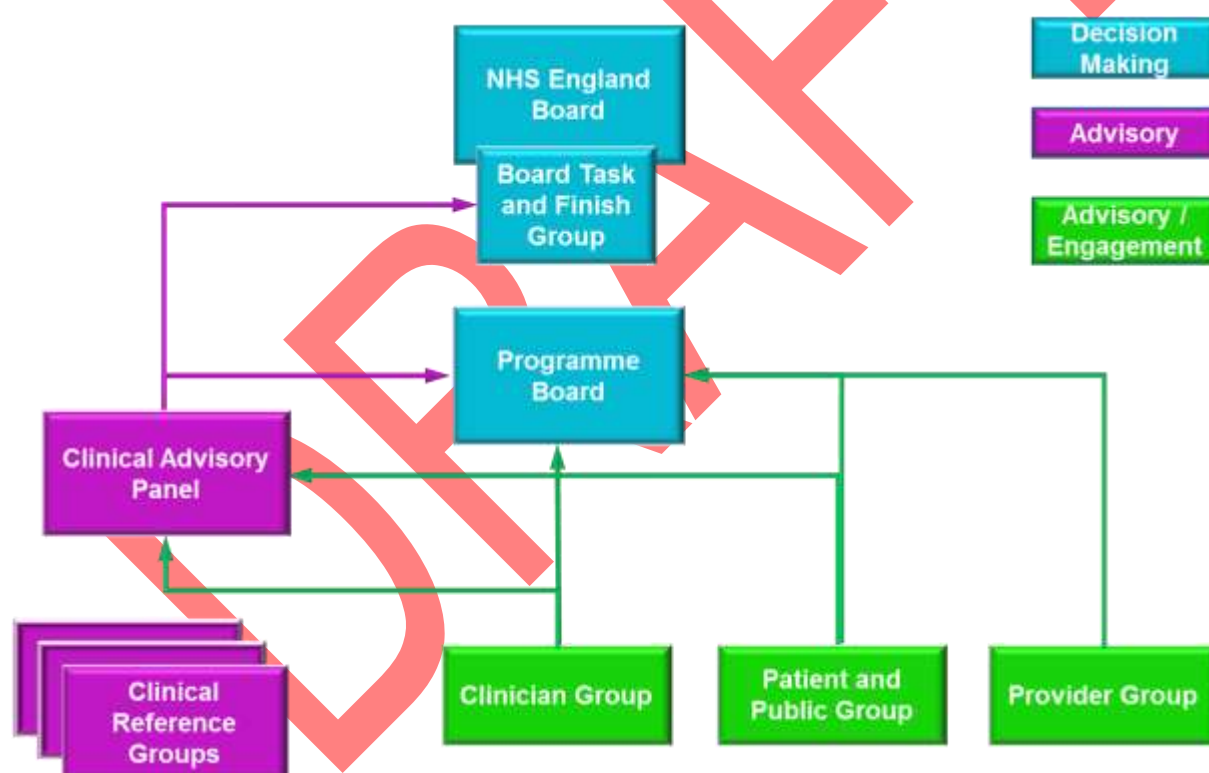 NHS England
Board
Board Task
and Finish
Group
Decision
Making
Advisory
Advisory /
Engagement
Programme
Board
Clinical Advisory
Panel
Clinical
Reference
Groups
Clinician Group
Patient and
Public Group
Provider Group
DRAFT